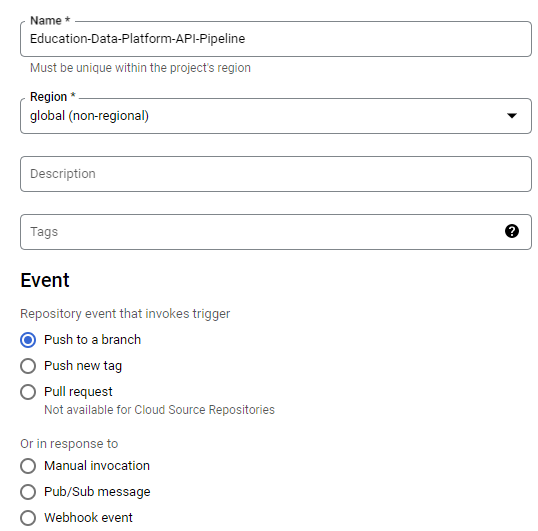 Name *
Education-Data-Platform-API-Pipeline
Must be unique within the project's region
Region *
global (non-regional)
Description
Tags
?
Event
Repository event that invokes trigger
Push to a branch
Push new tag
Pull request
Not available for Cloud Source Repositories
Or in response to
Manual invocation
Pub/Sub message
Webhook event